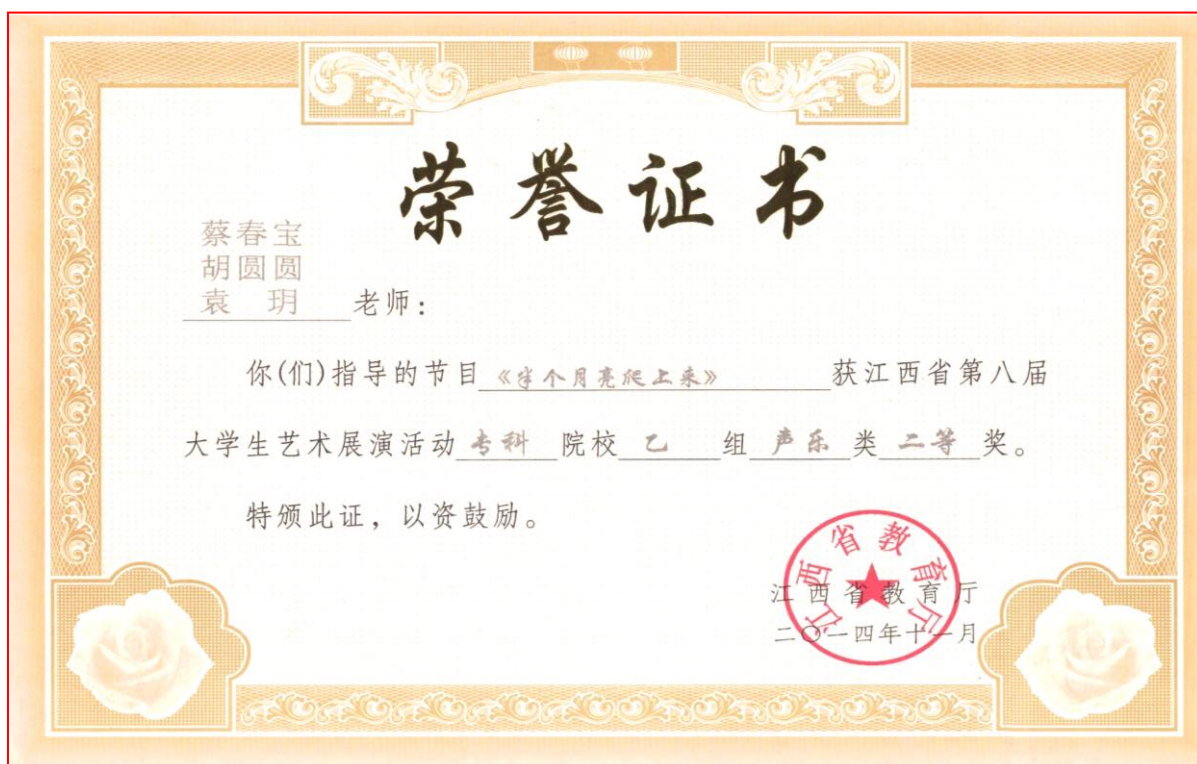 荣誉证书
蔡春宝
胡圆圆
袁 玥 老师：
你(们)指导的节目《半个月亮爬上来》获江西省第八届
大学生艺术展演活动专科院校乙组声乐类二等奖。
特颁此证，以资鼓励。
江西省教育厅
江西省教育厅
二〇一四年十一月